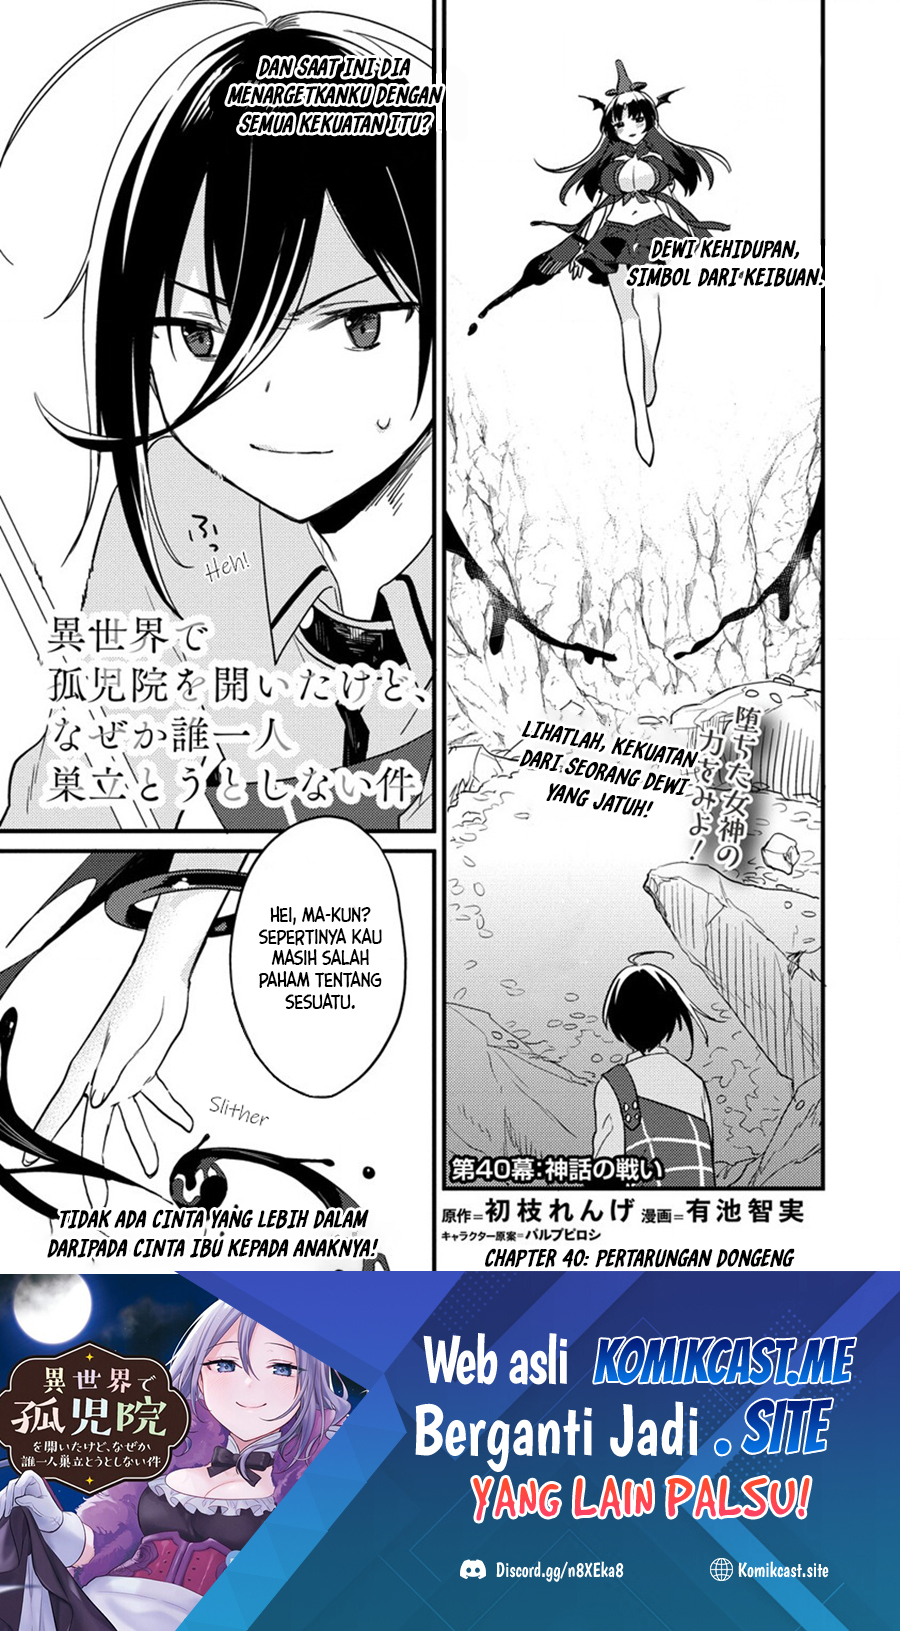 DEWI KEHIDUPAN,
SIMBOL DARI KEIBUAN!
LIHATLAH, KEKUATAN
DARI SEORANG DEWI
YANG JATUH!
堕ちた女神の
力をみよ！
第40幕:神話の戦い
原作=初枝れんげ 漫画=有池智実
キャラクター原案=パルプピロシ
CHAPTER 40: PERTARUNGAN DONGENG
DAN SAAT INI DIA
MENARGETKANKU DENGAN
SEMUA KEKUATAN ITU?
ふっ
Heh!
異世界で
孤児院を開いたけど、
なぜか誰一人
巣立とうとしない件
HEI, MA-KUN?
SEPERTINYA KAU
MASIH SALAH
PAHAM TENTANG
SESUATU.
Slither
TIDAK ADA CINTA YANG LEBIH DALAM
DARIPADA CINTA IBU KEPADA ANAKNYA!
異世界で
孤児院
を開いたけど、なぜか
誰一人巣立とうとしない件
Web asli KOMIKCAST.ME
Berganti Jadi .SITE
YANG LAIN PALSU!
Discord.gg/n8XEka8
Komikcast.site